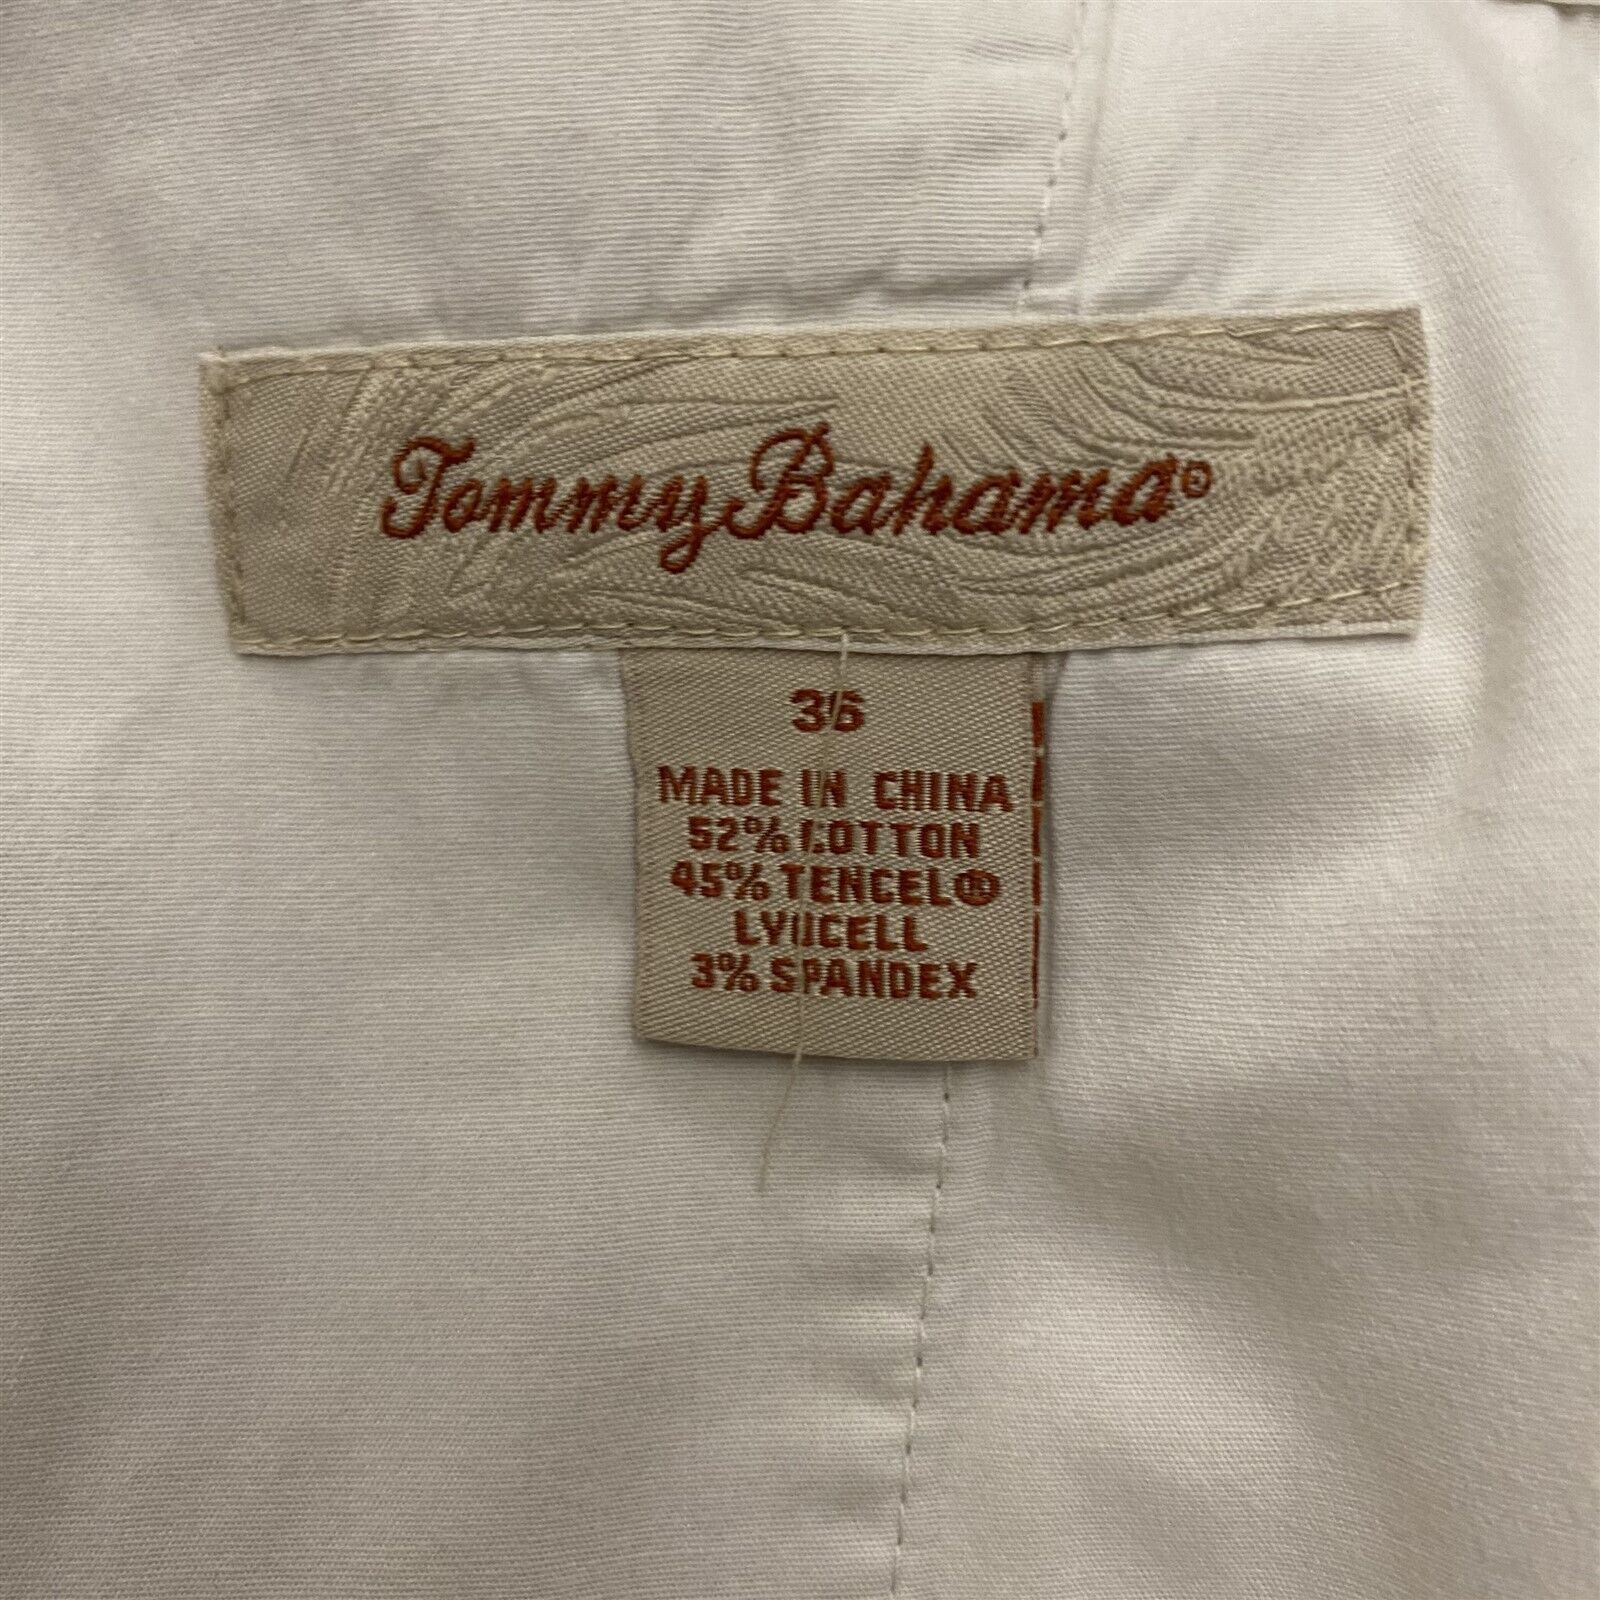 Tommy Bahama®
36
MADE IN CHINA
52% COTTON
45% TENCEL®
LYOCELL
3% SPANDEX